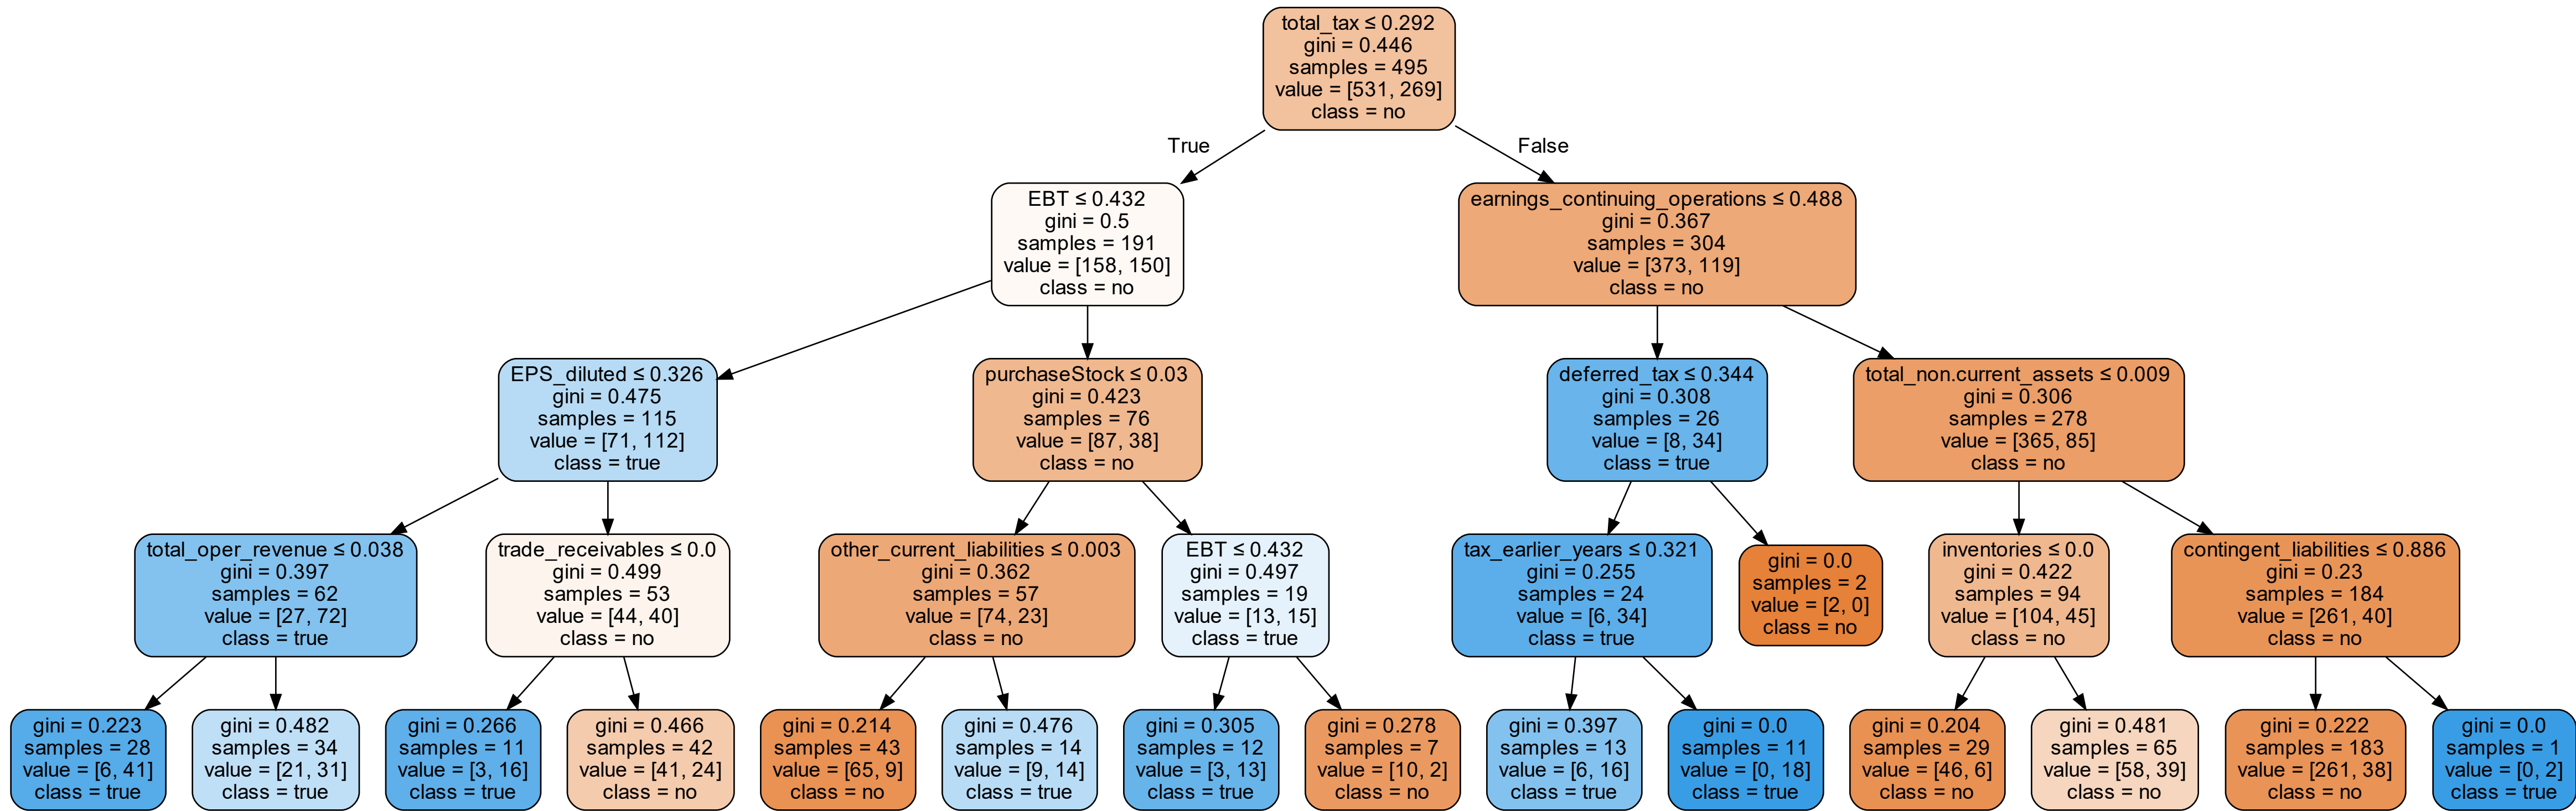 total_tax ≤ 0.292
gini = 0.446
samples = 495
value = [531, 269]
class = no
True
False
EBT ≤ 0.432
gini = 0.5
samples = 191
value = [158, 150]
class = no
earnings_continuing_operations ≤ 0.488
gini = 0.367
samples = 304
value = [373, 119]
class = no
EPS_diluted ≤ 0.326
gini = 0.475
samples = 115
value = [71, 112]
class = true
purchaseStock ≤ 0.03
gini = 0.423
samples = 76
value = [87, 38]
class = no
deferred_tax ≤ 0.344
gini = 0.308
samples = 26
value = [8, 34]
class = true
total_non.current_assets ≤ 0.009
gini = 0.306
samples = 278
value = [365, 85]
class = no
total_oper_revenue ≤ 0.038
gini = 0.397
samples = 62
value = [27, 72]
class = true
trade_receivables ≤ 0.0
gini = 0.499
samples = 53
value = [44, 40]
class = no
other_current_liabilities ≤ 0.003
gini = 0.362
samples = 57
value = [74, 23]
class = no
EBT ≤ 0.432
gini = 0.497
samples = 19
value = [13, 15]
class = true
tax_earlier_years ≤ 0.321
gini = 0.255
samples = 24
value = [6, 34]
class = true
gini = 0.0
samples = 2
value = [2, 0]
class = no
inventories ≤ 0.0
gini = 0.422
samples = 94
value = [104, 45]
class = no
contingent_liabilities ≤ 0.886
gini = 0.23
samples = 184
value = [261, 40]
class = no
gini = 0.223
samples = 28
value = [6, 41]
class = true
gini = 0.482
samples = 34
value = [21, 31]
class = true
gini = 0.266
samples = 11
value = [3, 16]
class = true
gini = 0.466
samples = 42
value = [41, 24]
class = no
gini = 0.214
samples = 43
value = [65, 9]
class = no
gini = 0.476
samples = 14
value = [9, 14]
class = true
gini = 0.305
samples = 12
value = [3, 13]
class = true
gini = 0.278
samples = 7
value = [10, 2]
class = no
gini = 0.397
samples = 13
value = [6, 16]
class = true
gini = 0.0
samples = 11
value = [0, 18]
class = true
gini = 0.204
samples = 29
value = [46, 6]
class = no
gini = 0.481
samples = 65
value = [58, 39]
class = no
gini = 0.222
samples = 183
value = [261, 38]
class = no
gini = 0.0
samples = 1
value = [0, 2]
class = true